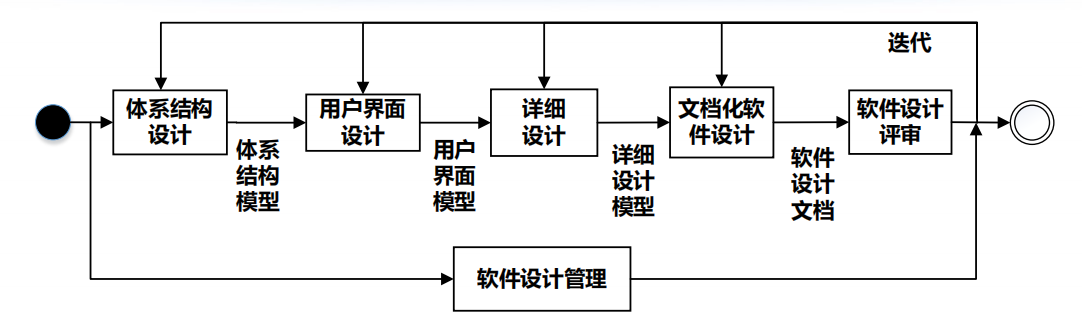 迭代
体系结构
设计
用户界面
设计
详细
设计
文档化软
件设计
软件设计
评审
体系
结构
模型
用户
界面
模型
详细
设计
模型
软件
设计
文档
软件设计管理